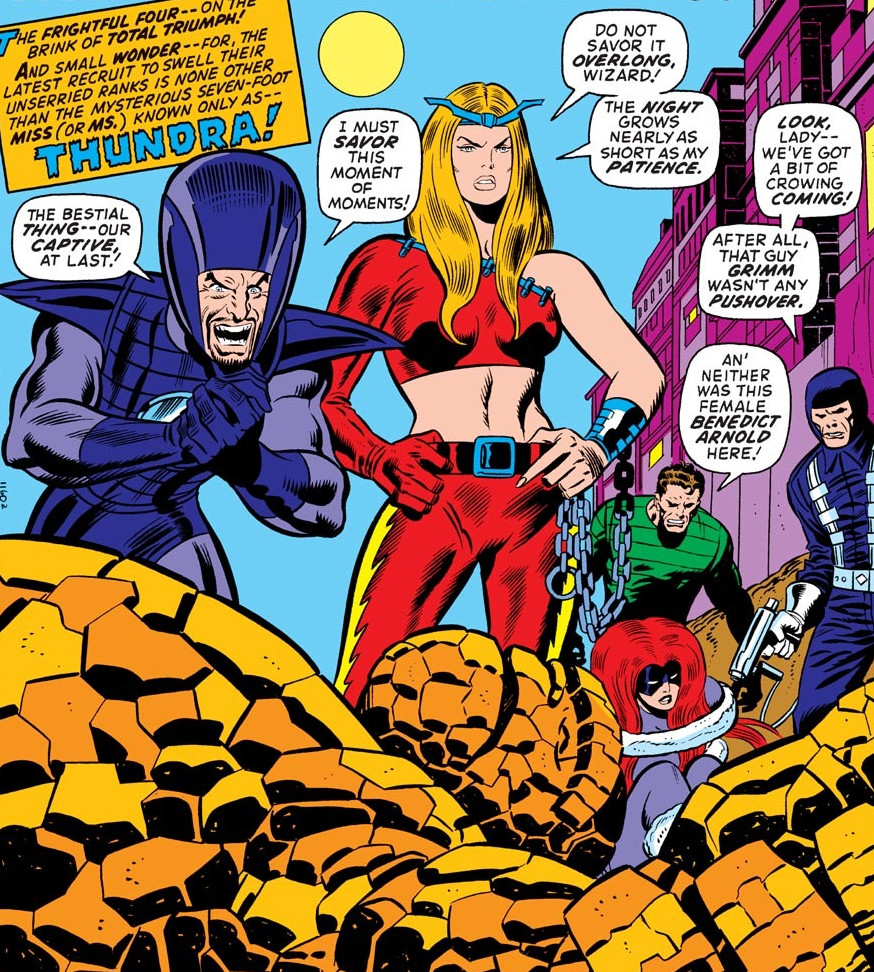 THE FRIGHTFUL FOUR--ON THE
BRINK OF TOTAL TRIUMPH!
AND SMALL WONDER--FOR, THE
LATEST RECRUIT TO SWELL THEIR
UNSERRIED RANKS IS NONE OTHER
THAN THE MYSTERIOUS SEVEN-FOOT
MISS (OR MS.) KNOWN ONLY AS--
THUNDRA!
THE BESTIAL
THING--OUR
CAPTIVE,
AT LAST!
I MUST
SAVOR
THIS
MOMENT
OF
MOMENTS!
DO NOT
SAVOR IT
OVERLONG,
WIZARD!
THE NIGHT
GROWS
NEARLY AS
SHORT AS MY
PATIENCE.
LOOK,
LADY--
WE'VE GOT
A BIT OF
CROWING
COMING!
AFTER ALL,
THAT GUY
GRIMM
WASN'T ANY
PUSHOVER.
AN'
NEITHER
WAS THIS
FEMALE
BENEDICT
ARNOLD
HERE!